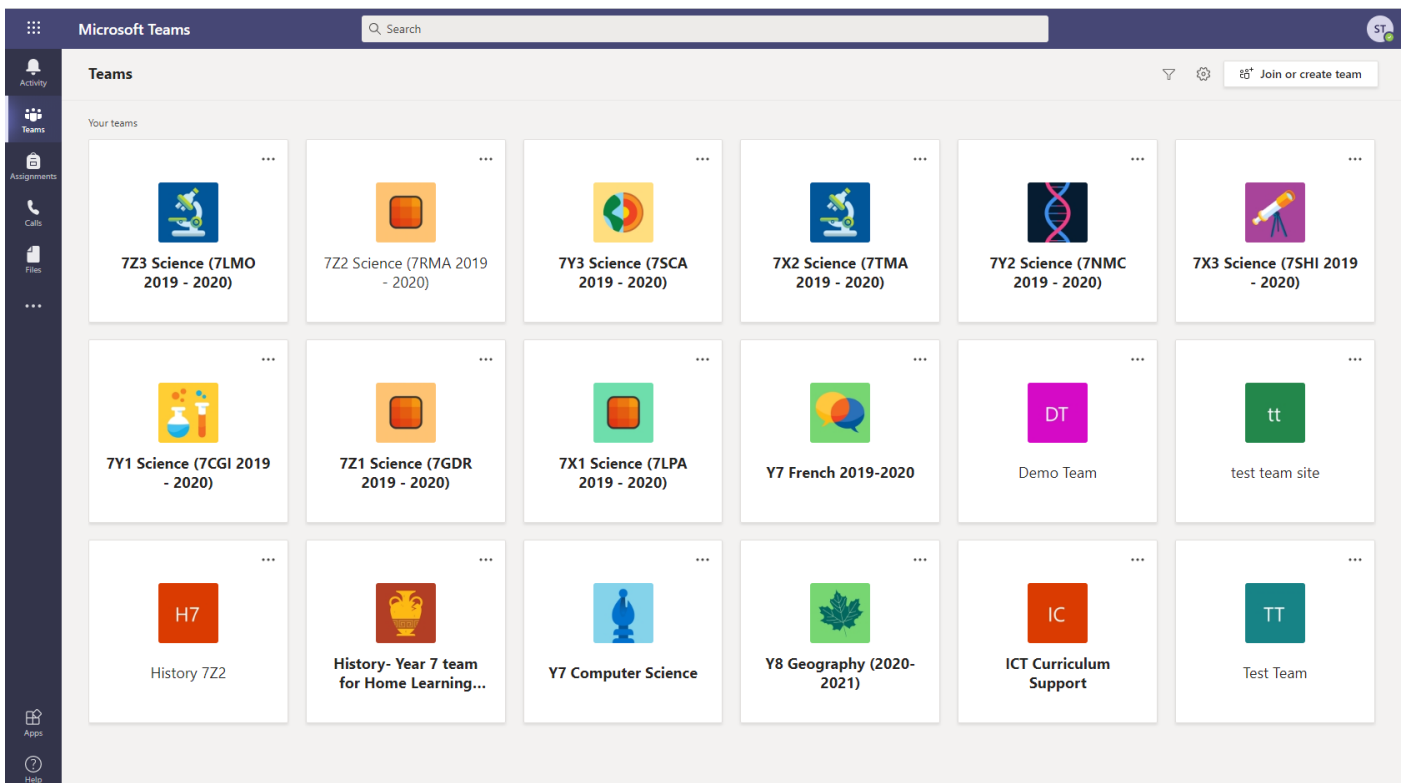 Microsoft Teams
Search
ST
Activity
Teams
Assignments
Calls
Files
Apps
Help
Teams
Join or create team
Your teams
7Z3 Science (7LMO
2019 - 2020)
7Z2 Science (7RMA 2019
- 2020)
7Y3 Science (7SCA
2019 - 2020)
7X2 Science (7TMA
2019 - 2020)
7Y2 Science (7NMC
2019 - 2020)
7X3 Science (7SHI 2019
- 2020)
7Y1 Science (7CGI 2019
- 2020)
7Z1 Science (7GDR
2019 - 2020)
7X1 Science (7LPA
2019 - 2020)
Y7 French 2019-2020
DT
Demo Team
tt
test team site
H7
History 7Z2
History- Year 7 team
for Home Learning...
Y7 Computer Science
Y8 Geography (2020-
2021)
IC
ICT Curriculum
Support
TT
Test Team